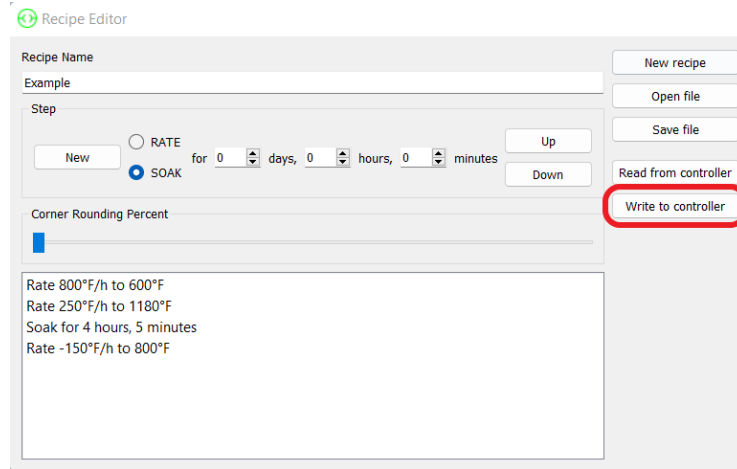 Recipe Editor
Recipe Name
Example
Step
New
RATE
SOAK
for 0 days, 0 hours, 0 minutes
Up
Down
Corner Rounding Percent
Rate 800°F/h to 600°F
Rate 250°F/h to 1180°F
Soak for 4 hours, 5 minutes
Rate -150°F/h to 800°F
New recipe
Open file
Save file
Read from controller
Write to controller